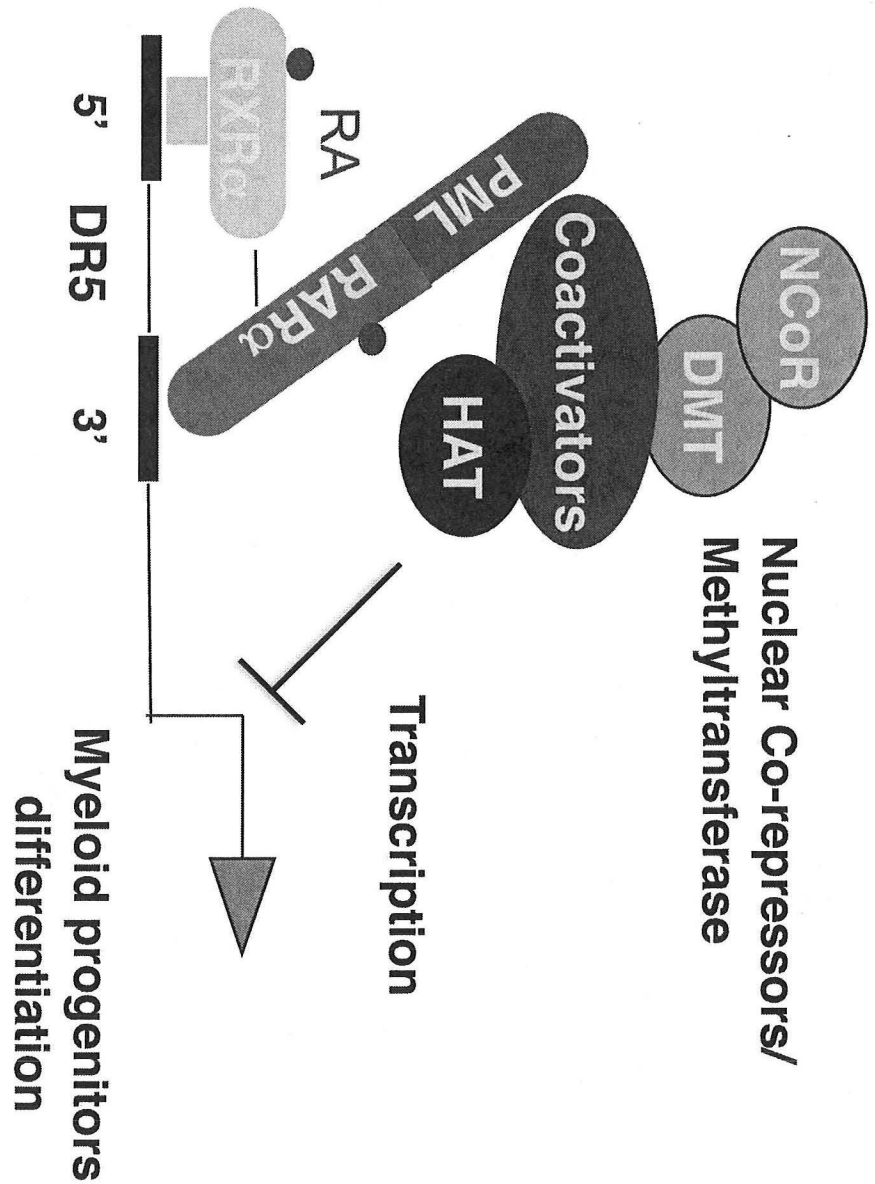 NCoR
DMT
Nuclear Co-repressors/
Methyltransferase
Coactivators
HAT
PML
RARα
Transcription
RA
RXRα
5’
DR5
3’
Myeloid progenitors
differentiation